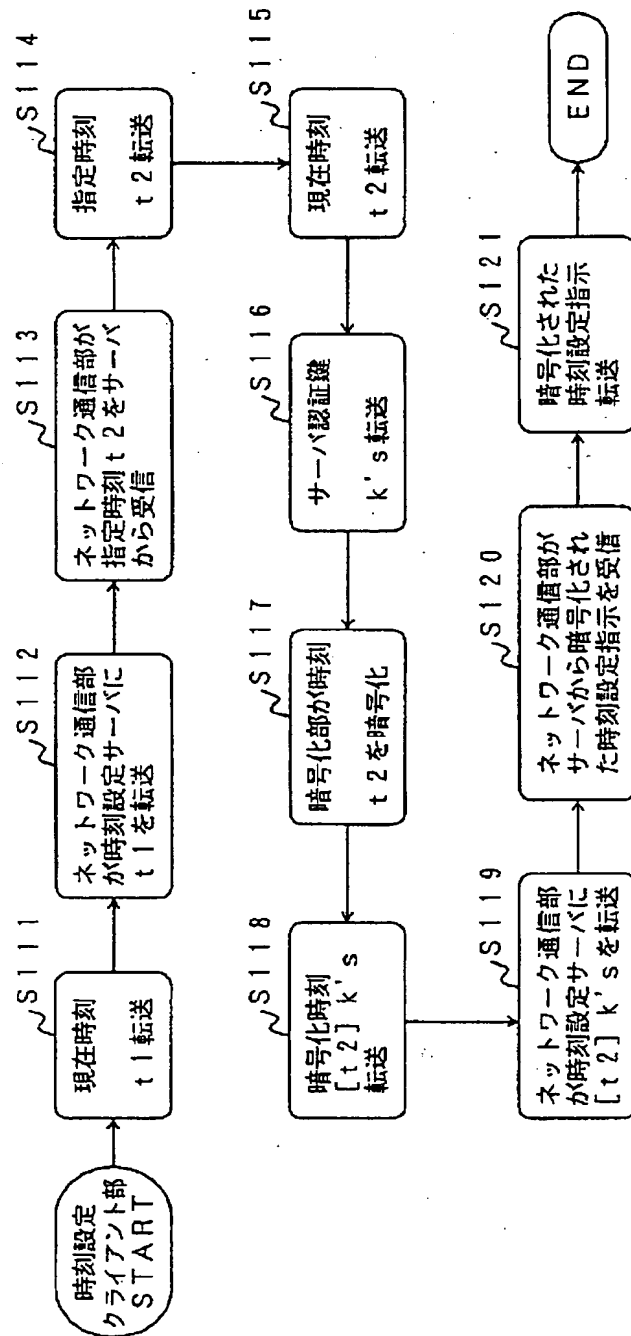 時刻設定
クライアント部
START
S111
現在時刻
t1転送
S112
ネットワーク通信部
が時刻設定サーバに
t1を転送
S113
ネットワーク通信部が
指定時刻t2をサーバ
から受信
S114
指定時刻
t2転送
S115
現在時刻
t2転送
S116
サーバ認証鍵
k's転送
S117
暗号化部が時刻
t2を暗号化
S118
暗号化時刻
[t2]k's
転送
S119
ネットワーク通信部
が時刻設定サーバに
[t2]k'sを転送
S120
ネットワーク通信部が
サーバから暗号化され
た時刻設定指示を受信
S121
暗号化された
時刻設定指示
転送
END